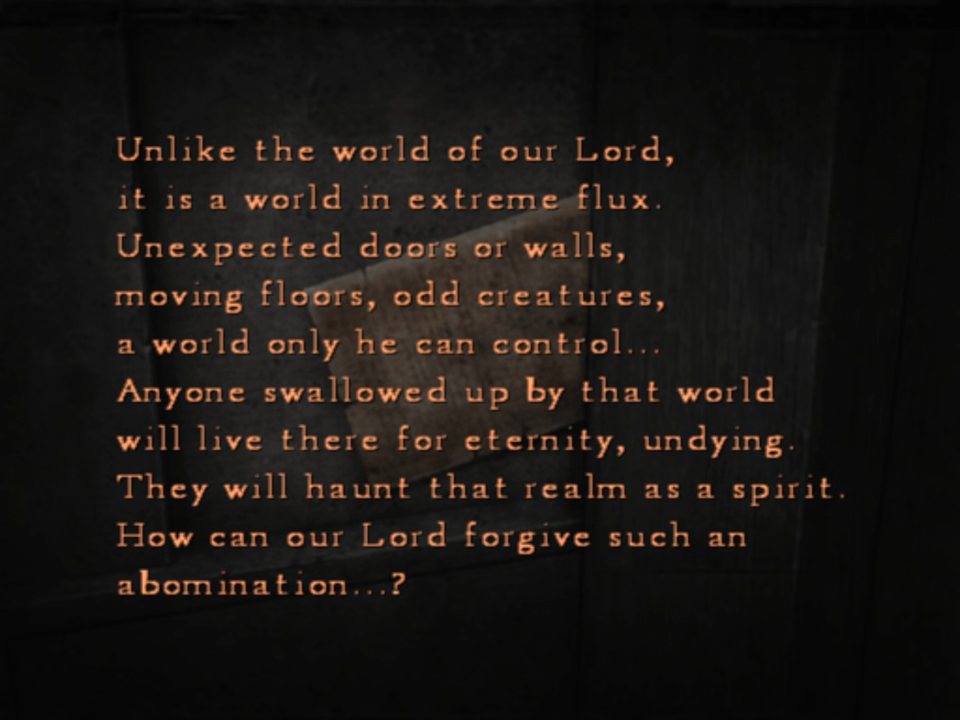 Unlike the world of our Lord,
it is a world in extreme flux.
Unexpected doors or walls,
moving floors, odd creatures,
a world only he can control...
Anyone swallowed up by that world
will live there for eternity, undying.
They will haunt that realm as a spirit.
How can our Lord forgive such an
abomination...?